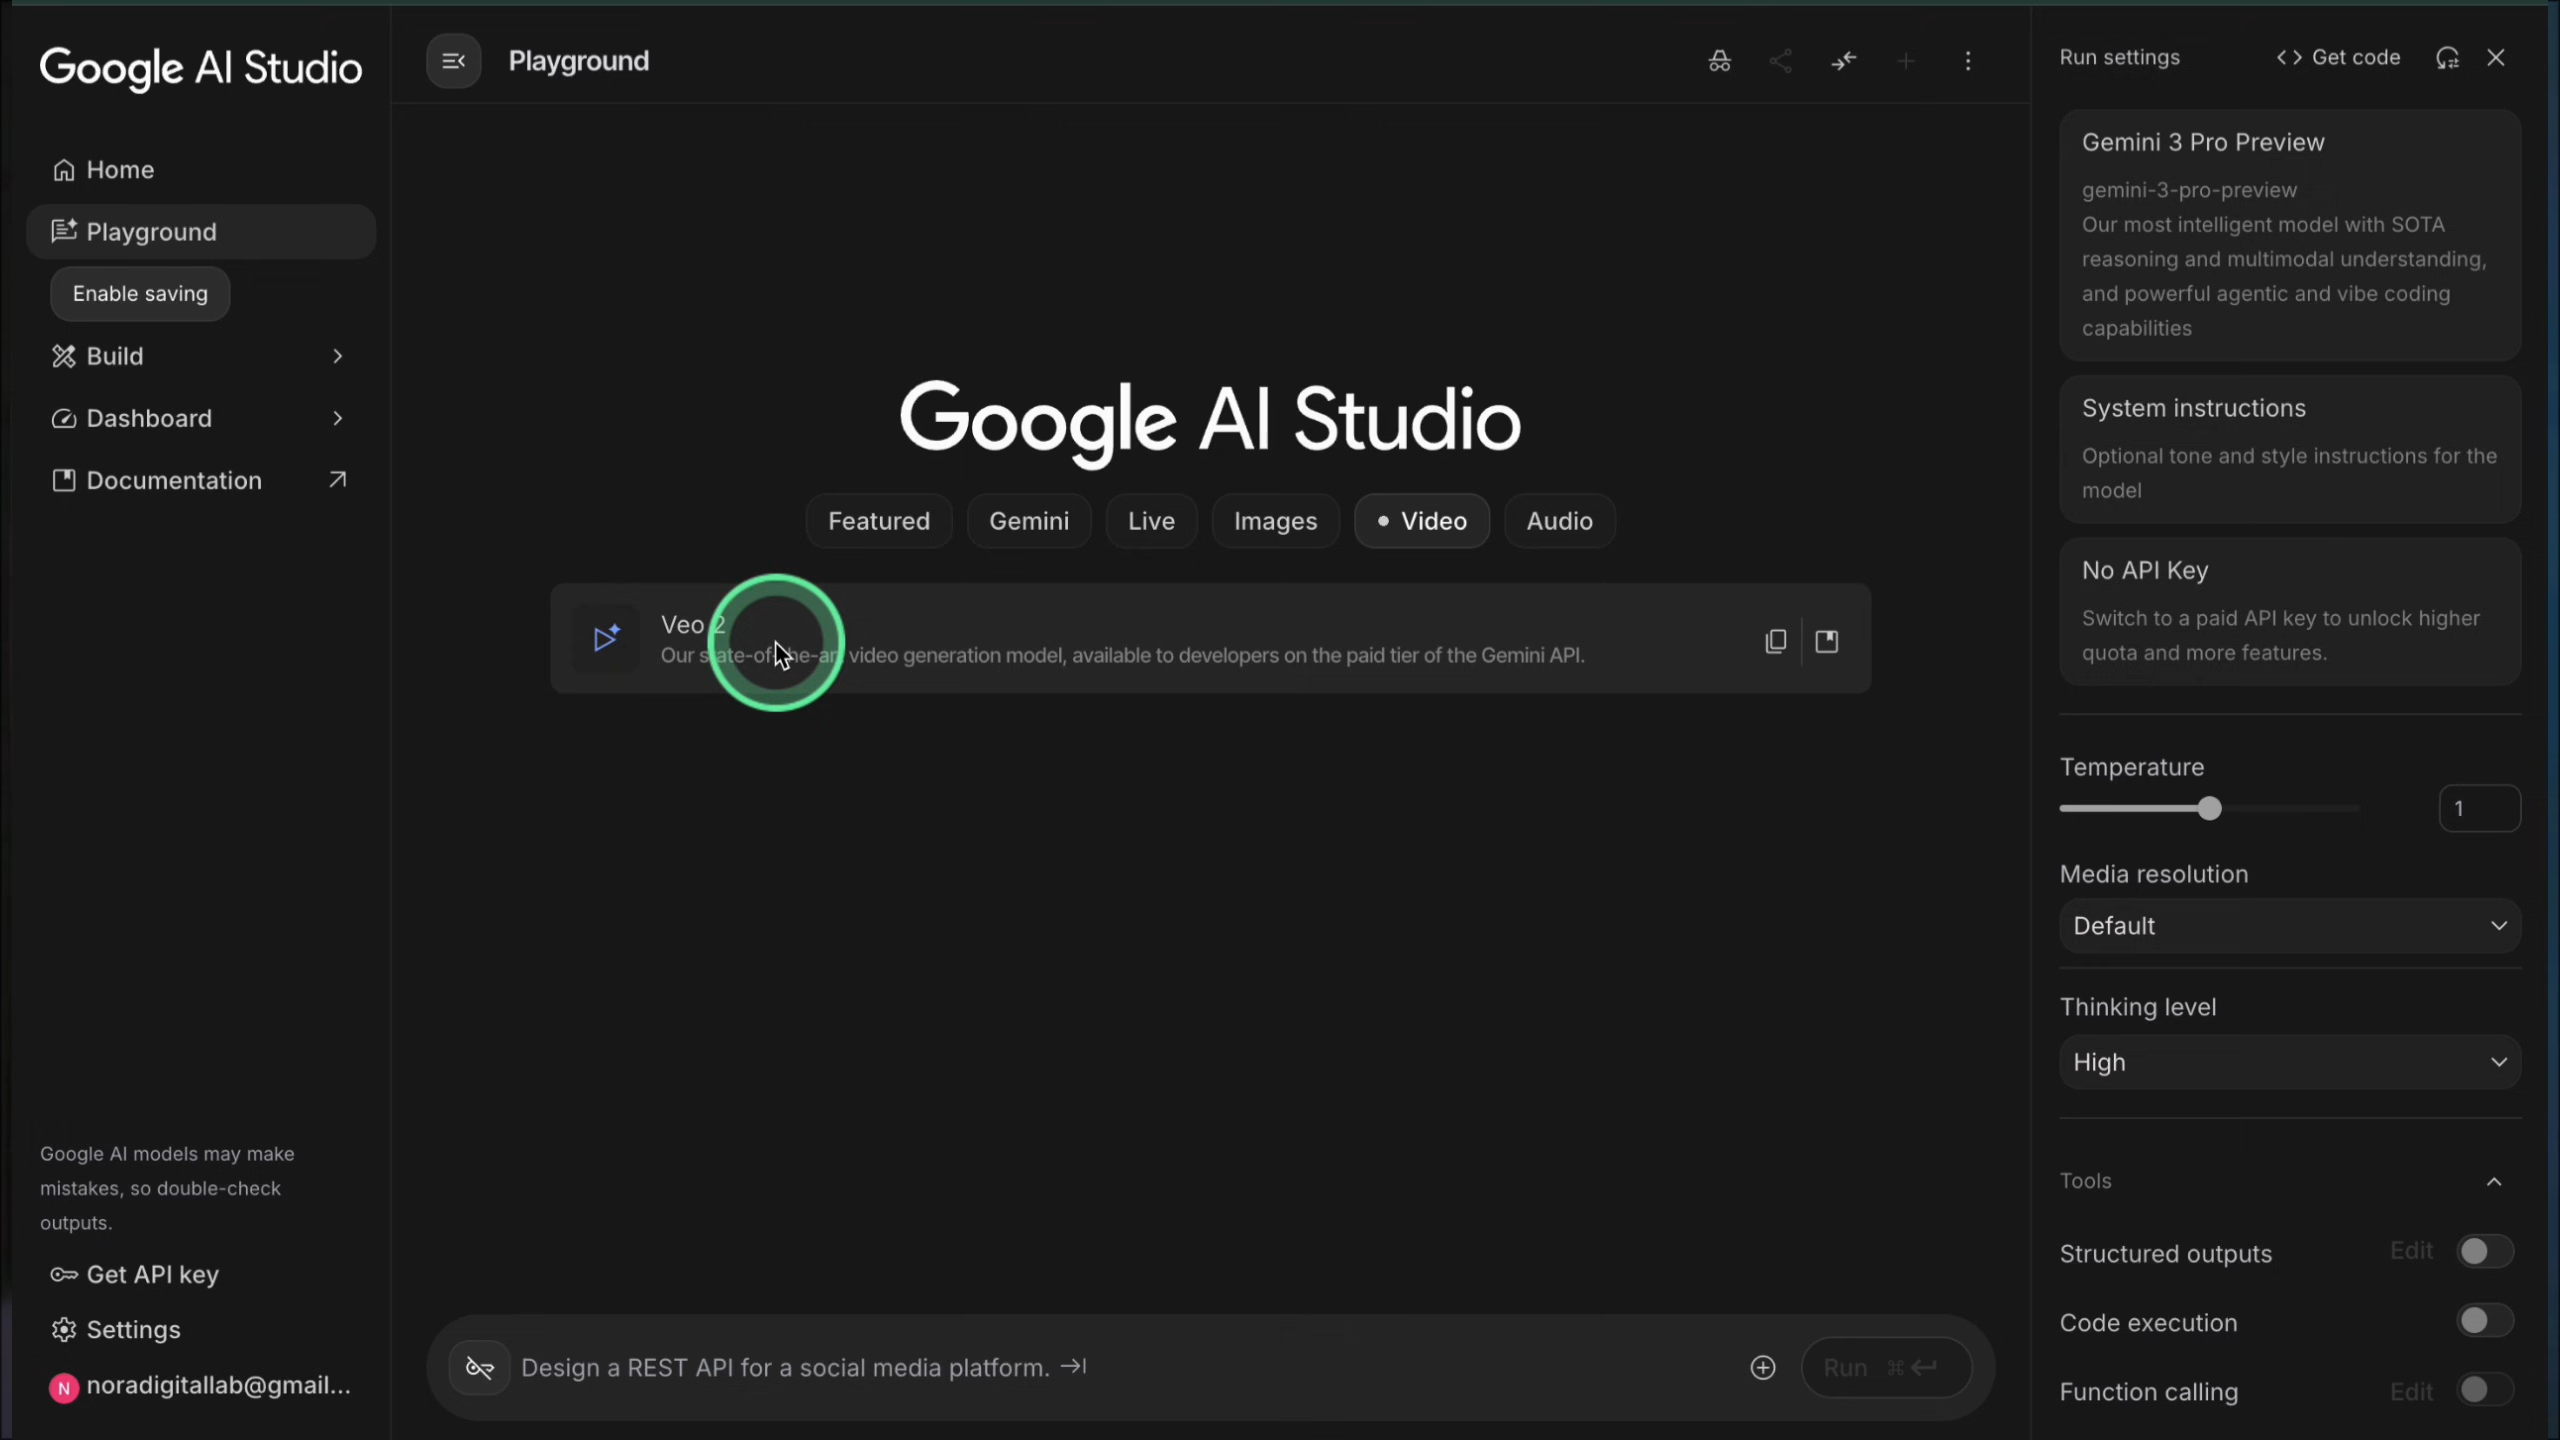 Google AI Studio
Home
Playground
Enable saving
Build
Dashboard
Documentation
Google AI models may make
mistakes, so double-check
outputs.
Get API key
Settings
N
noradigitallab@gmail...
Playground
Google AI Studio
Featured
Gemini
Live
Images
Video
Audio
Veo 2
Our state-of-the-art video generation model, available to developers on the paid tier of the Gemini API.
Design a REST API for a social media platform.
Run ⌘
Run settings
<> Get code
Gemini 3 Pro Preview
gemini-3-pro-preview
Our most intelligent model with SOTA
reasoning and multimodal understanding,
and powerful agentic and vibe coding
capabilities
System instructions
Optional tone and style instructions for the
model
No API Key
Switch to a paid API key to unlock higher
quota and more features.
Temperature
1
Media resolution
Default
Thinking level
High
Tools
Structured outputs
Edit
Code execution
Function calling
Edit